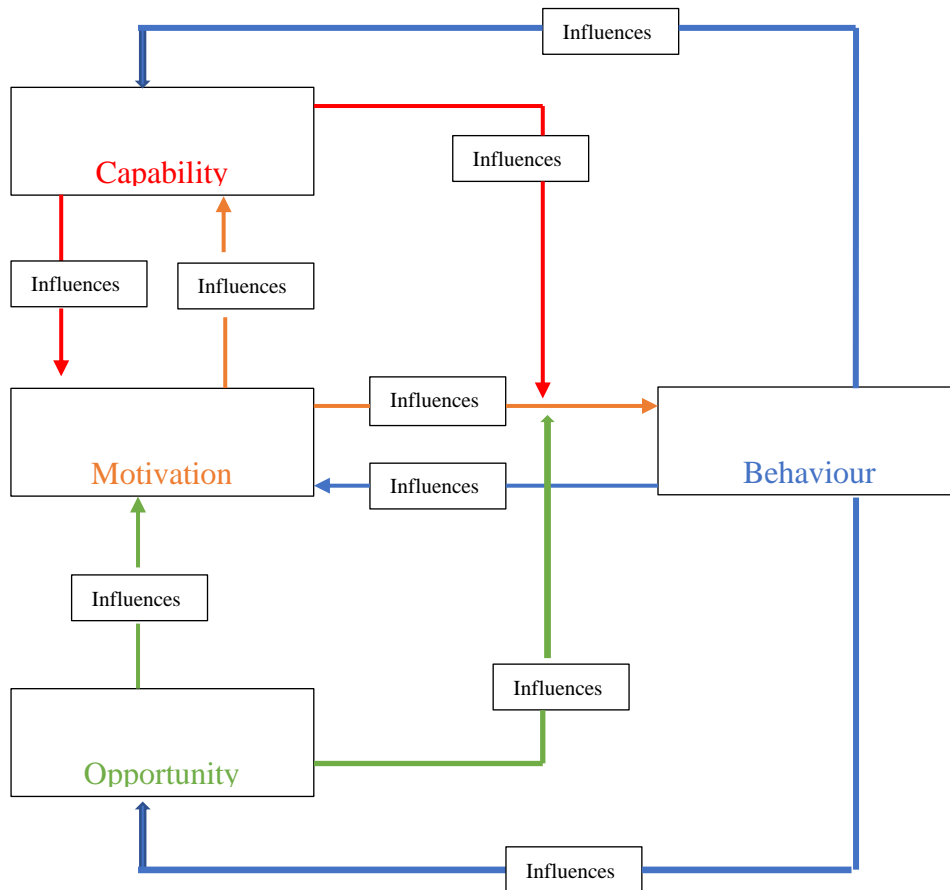 Influences
Influences
Capability
Influences
Influences
Influences
Motivation
Influences
Behaviour
Influences
Influences
Opportunity
Influences